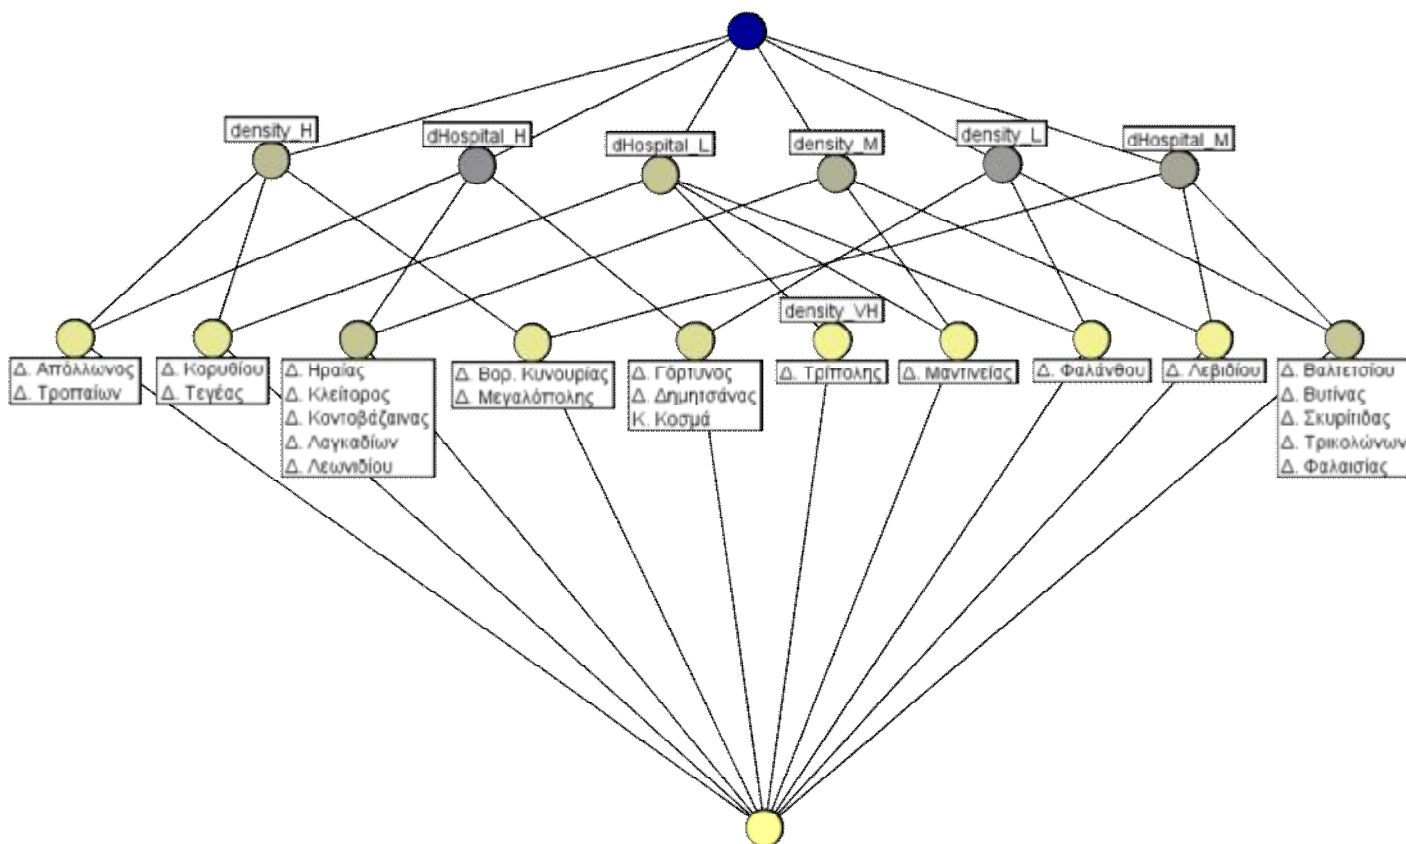 density_H
dHospital_H
dHospital_L
density_M
density_L
dHospital_M
density_VH
Δ. Απόλλωνος
Δ. Τροπαίων
Δ. Κορυθίου
Δ. Τεγέας
Δ. Ηραίας
Δ. Κλείτορος
Δ. Κοντοβάζαινας
Δ. Λαγκαδίων
Δ. Λεωνιδίου
Δ. Βορ. Κυνουρίας
Δ. Μεγαλόπολης
Δ. Γόρτυνος
Δ. Δημητσάνας
Κ. Κοσμά
Δ. Τρίπολης
Δ. Μαντινείας
Δ. Φαλάνθου
Δ. Λεβιδίου
Δ. Βαλτετσίου
Δ. Βυτίνας
Δ. Σκυρίτιδας
Δ. Τρικολώνων
Δ. Φαλαισίας